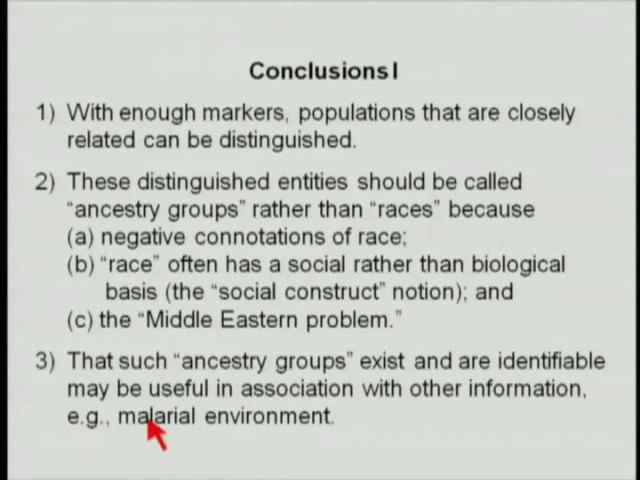 Conclusions I
1) With enough markers, populations that are closely
related can be distinguished.
2) These distinguished entities should be called
“ancestry groups” rather than “races” because
(a) negative connotations of race;
(b) “race” often has a social rather than biological
basis (the “social construct” notion); and
(c) the “Middle Eastern problem.”
3) That such “ancestry groups” exist and are identifiable
may be useful in association with other information,
e.g., malarial environment.